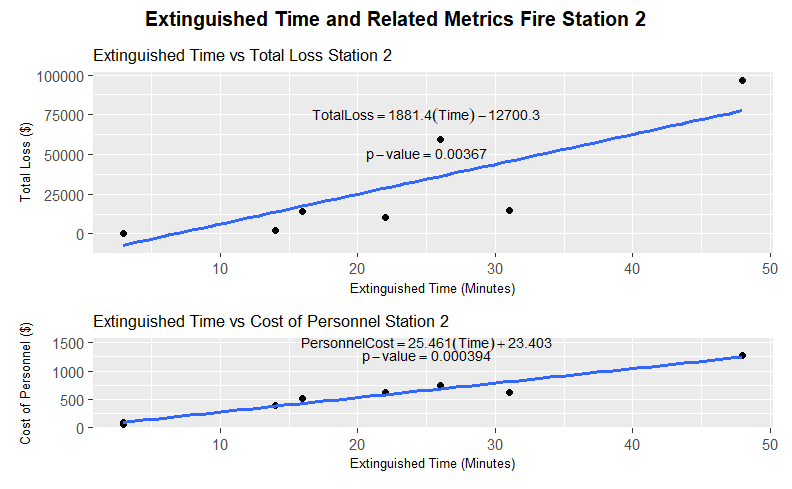 Extinguished Time and Related Metrics Fire Station 2
Extinguished Time vs Total Loss Station 2
Total Loss ($)
100000
75000
50000
25000
0
TotalLoss = 1881.4(Time) − 12700.3
p − value = 0.00367
10 20 30 40 50
Extinguished Time (Minutes)
Extinguished Time vs Cost of Personnel Station 2
Cost of Personnel ($)
1500
1000
500
0
PersonnelCost = 25.461(Time) + 23.403
p − value = 0.000394
10 20 30 40 50
Extinguished Time (Minutes)